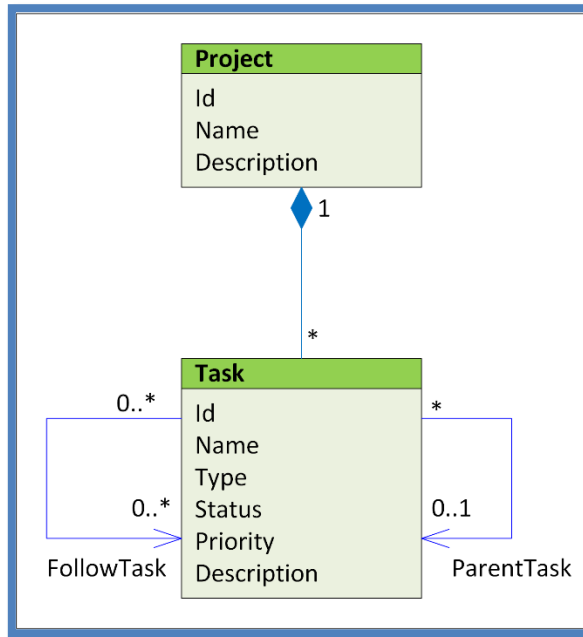 Project
Id
Name
Description
1
*
Task
Id
Name
Type
Status
Priority
Description
0..*
0..*
FollowTask
*
0..1
ParentTask